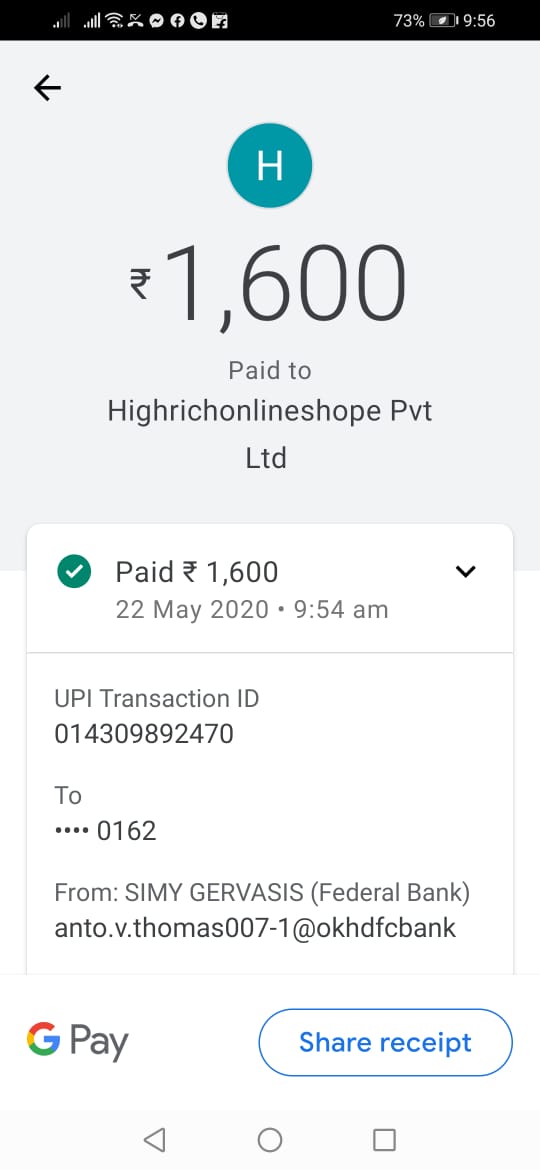 73% 9:56
H
₹1,600
Paid to
Highrichonlineshope Pvt
Ltd
Paid ₹ 1,600
22 May 2020 • 9:54 am
UPI Transaction ID
014309892470
To
•••• 0162
From: SIMY GERVASIS (Federal Bank)
anto.v.thomas007-1@okhdfcbank
G Pay
Share receipt